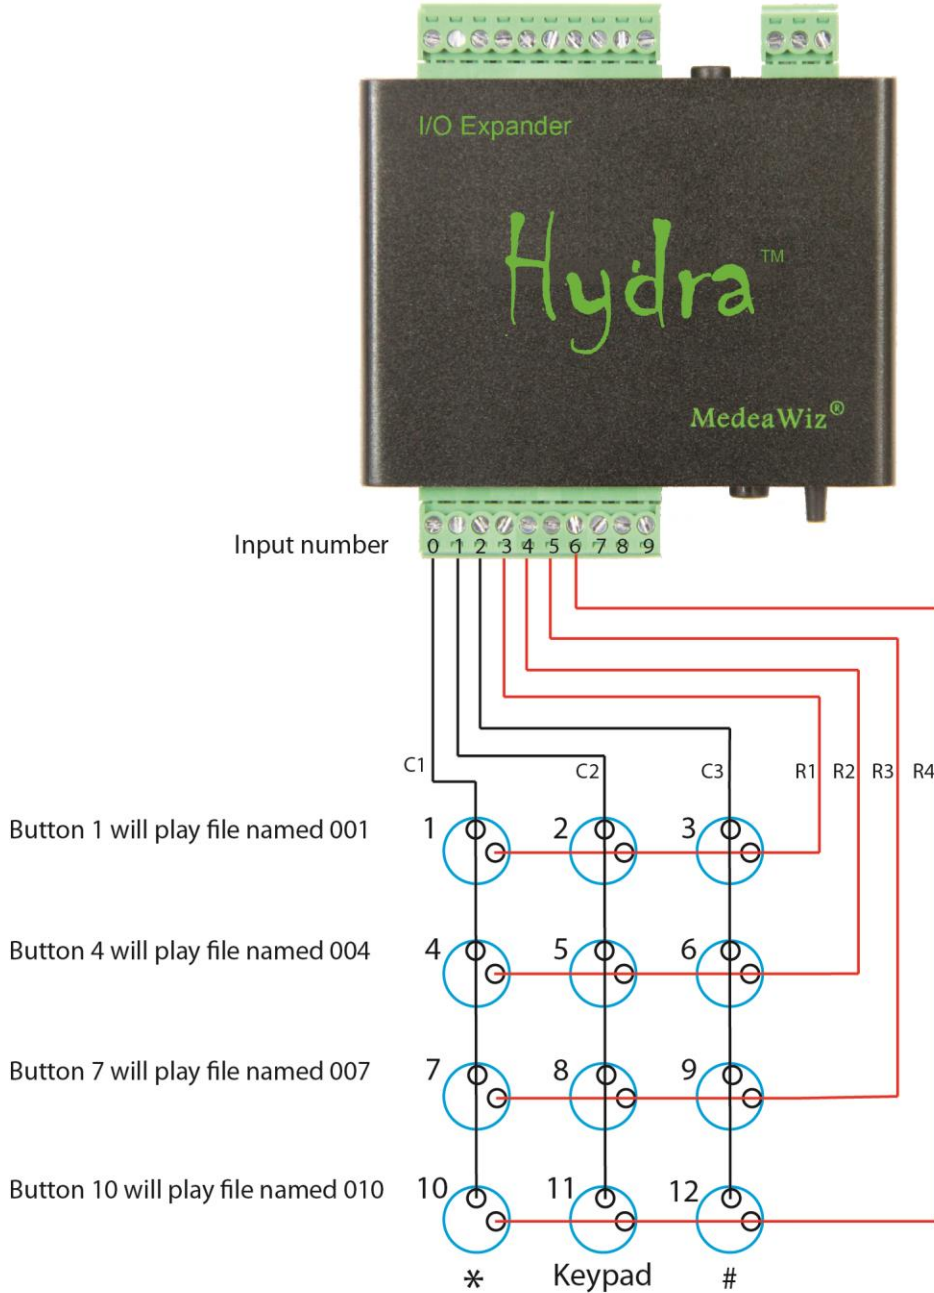 I/O Expander
Hydra™
MedeaWiz®
Input number 0 1 2 3 4 5 6 7 8 9
C1 C2 C3 R1 R2 R3 R4
Button 1 will play file named 001 1 2 3
Button 4 will play file named 004 4 5 6
Button 7 will play file named 007 7 8 9
Button 10 will play file named 010 10 11 12
* Keypad #